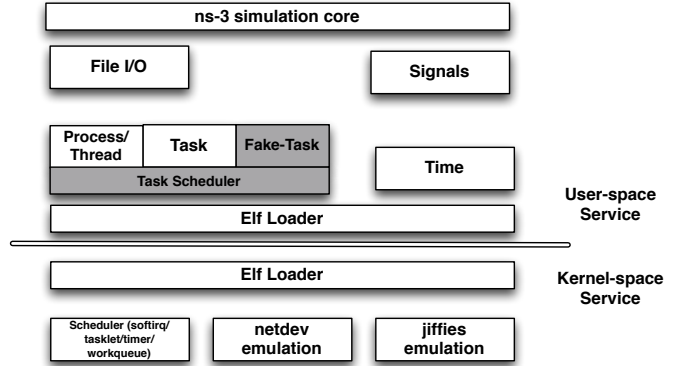 ns-3 simulation core
File I/O
Signals
Process/
Thread
Task
Fake-Task
Task Scheduler
Time
User-space
Service
Elf Loader
Elf Loader
Kernel-space
Service
Scheduler (softirq/
tasklet/timer/
workqueue)
netdev
emulation
jiffies
emulation